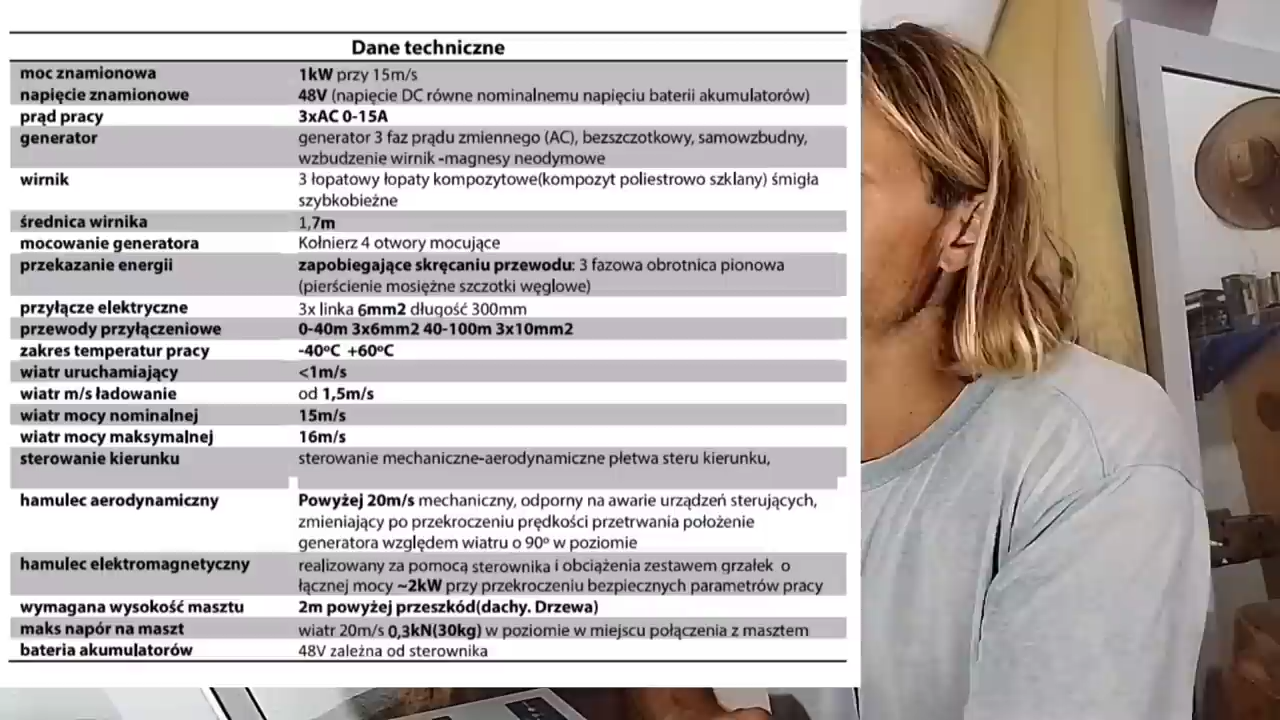 Dane techniczne
moc znamionowa 1kW przy 15m/s
napięcie znamionowe 48V (napięcie DC równe nominalnemu napięciu baterii akumulatorów)
prąd pracy 3xAC 0-15A
generator generator 3 faz prądu zmiennego (AC), bezszczotkowy, samowzbudny,
wzbudzenie wirnik -magnesy neodymowe
wirnik 3 łopatowy łopaty kompozytowe(kompozyt poliestrowo szklany) śmigła
szybkobieżne
średnica wirnika 1,7m
mocowanie generatora Kołnierz 4 otwory mocujące
przekazanie energii zapobiegające skręcaniu przewodu: 3 fazowa obrotnica pionowa
(pierścienie mosiężne szczotki węglowe)
przyłącze elektryczne 3x linka 6mm2 długość 300mm
przewody przyłączeniowe 0-40m 3x6mm2 40-100m 3x10mm2
zakres temperatur pracy -40ºC +60ºC
wiatr uruchamiający <1m/s
wiatr m/s ładowanie od 1,5m/s
wiatr mocy nominalnej 15m/s
wiatr mocy maksymalnej 16m/s
sterowanie kierunku sterowanie mechaniczne-aerodynamiczne płetwa steru kierunku,
hamulec aerodynamiczny Powyżej 20m/s mechaniczny, odporny na awarie urządzeń sterujących,
zmieniający po przekroczeniu prędkości przetrwania położenie
generatora względem wiatru o 90º w poziomie
hamulec elektromagnetyczny realizowany za pomocą sterownika i obciążenia zestawem grzałek o
łącznej mocy ~2kW przy przekroczeniu bezpiecznych parametrów pracy
wymagana wysokość masztu 2m powyżej przeszkód(dachy. Drzewa)
maks napór na maszt wiatr 20m/s 0,3kN(30kg) w poziomie w miejscu połączenia z masztem
bateria akumulatorów 48V zależna od sterownika